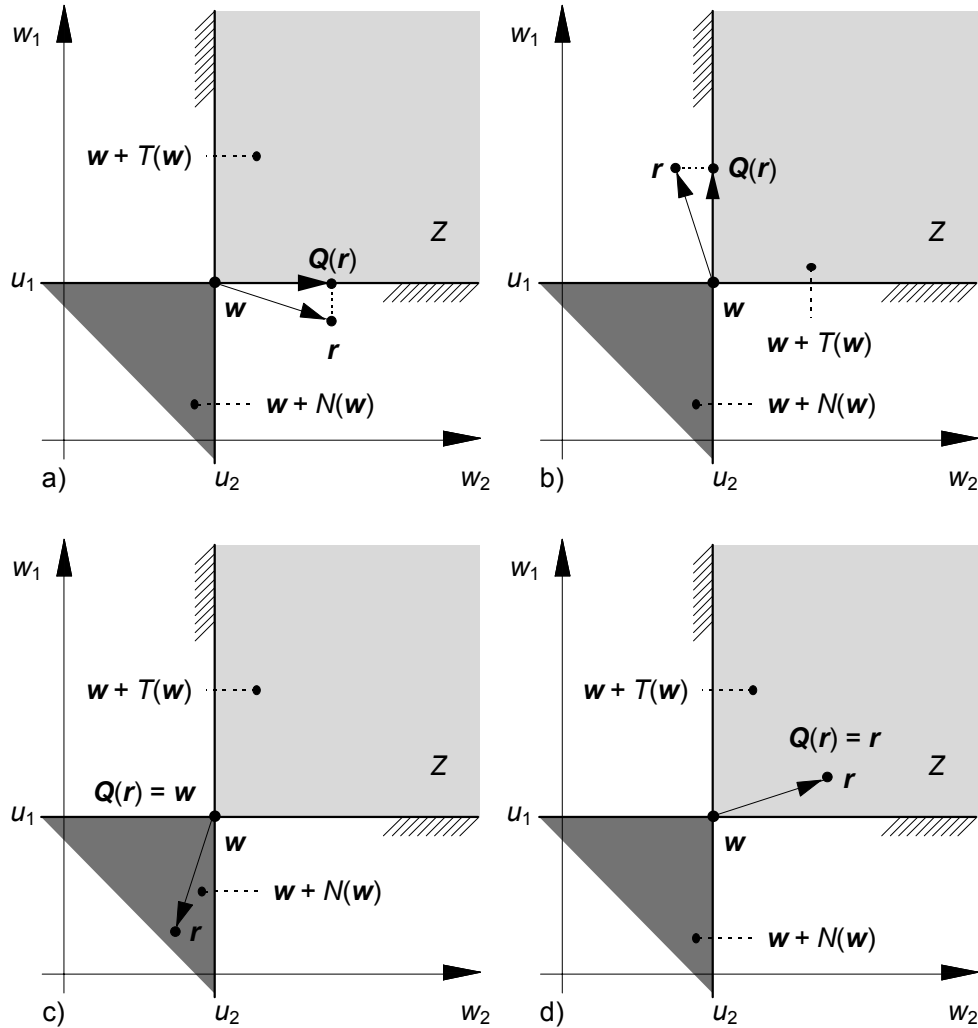 w₁
w + T(w)
Z
u₁
Q(r)
w
r
w + N(w)
a)
u₂
w₂
w₁
r
Q(r)
Z
u₁
w
w + T(w)
w + N(w)
b)
u₂
w₂
w₁
w + T(w)
Z
Q(r) = w
u₁
w
w + N(w)
r
c)
u₂
w₂
w₁
w + T(w)
Q(r) = r
Z
r
u₁
w
w + N(w)
d)
u₂
w₂